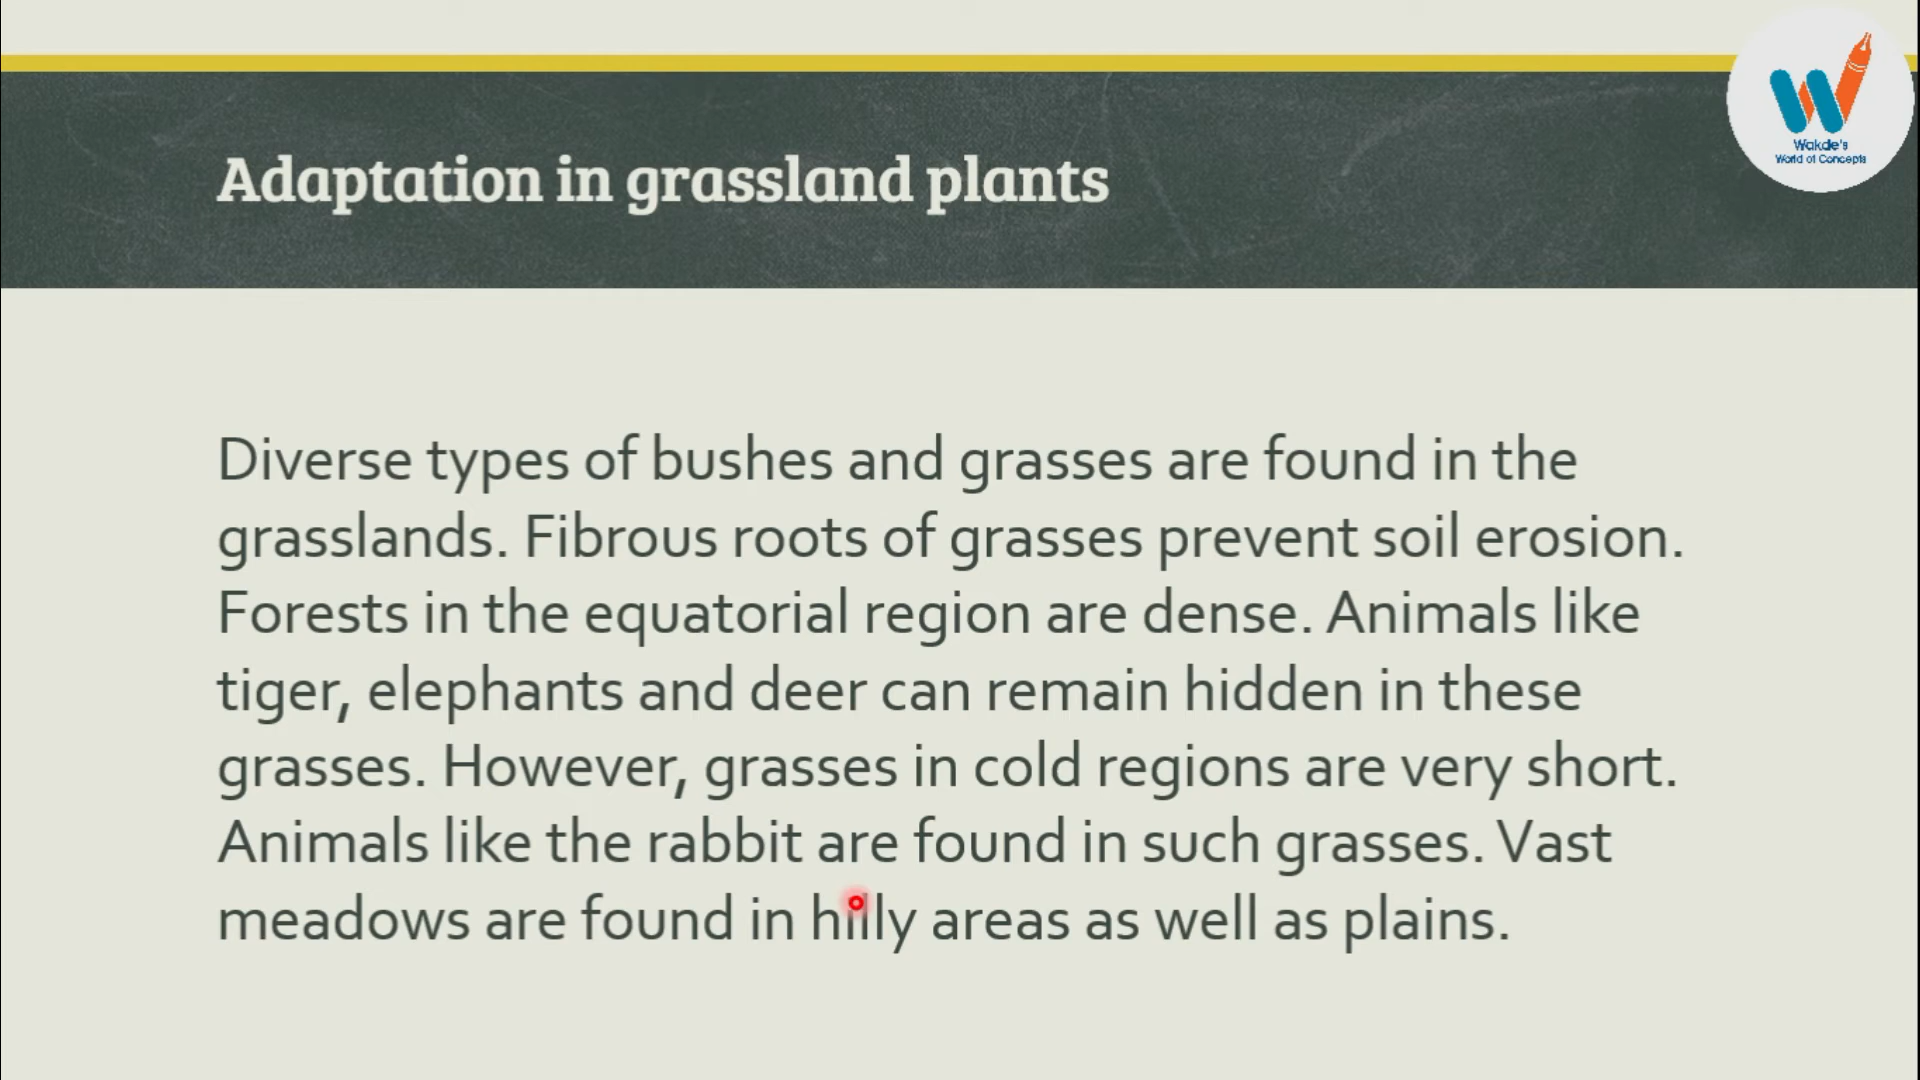 Wakde's
World of Concepts
Adaptation in grassland plants
Diverse types of bushes and grasses are found in the
grasslands. Fibrous roots of grasses prevent soil erosion.
Forests in the equatorial region are dense. Animals like
tiger, elephants and deer can remain hidden in these
grasses. However, grasses in cold regions are very short.
Animals like the rabbit are found in such grasses. Vast
meadows are found in hilly areas as well as plains.